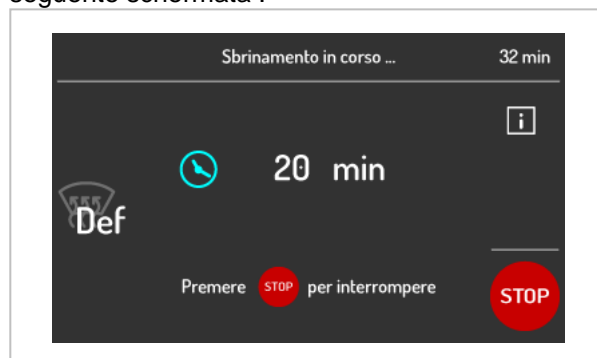 seguente schermata :
Sbrinamento in corso ... 32 min
i
20 min
Def
Premere STOP per interrompere
STOP